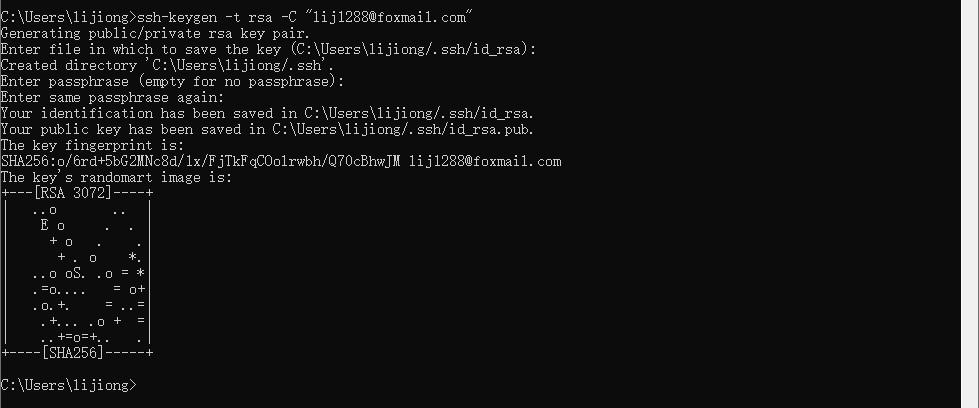 C:\Users\lijiong>ssh-keygen -t rsa -C "lij1288@foxmail.com"
Generating public/private rsa key pair.
Enter file in which to save the key (C:\Users\lijiong/.ssh/id_rsa):
Created directory 'C:\Users\lijiong/.ssh'.
Enter passphrase (empty for no passphrase):
Enter same passphrase again:
Your identification has been saved in C:\Users\lijiong/.ssh/id_rsa.
Your public key has been saved in C:\Users\lijiong/.ssh/id_rsa.pub.
The key fingerprint is:
SHA256:o/6rd+5bG2MNc8d/lx/FjTkFqCOolrwbh/Q70cBhwJM lij1288@foxmail.com
The key's randomart image is:
+---[RSA 3072]----+
|   ..o       ..  |
|    E o     .  . |
|     + o   .    .|
|      + . o    *.|
|   ..o oS. .o = *|
|   .=o....   = o+|
|   .o.+.    = ..=|
|    .+... .o +  =|
|    ..+=o=+..   .|
+----[SHA256]-----+
C:\Users\lijiong>